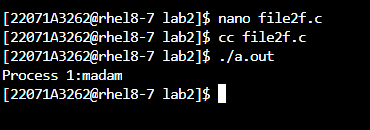 [22071A3262@rhel8-7 lab2]$ nano file2f.c
[22071A3262@rhel8-7 lab2]$ cc file2f.c
[22071A3262@rhel8-7 lab2]$ ./a.out
Process 1:madam
[22071A3262@rhel8-7 lab2]$